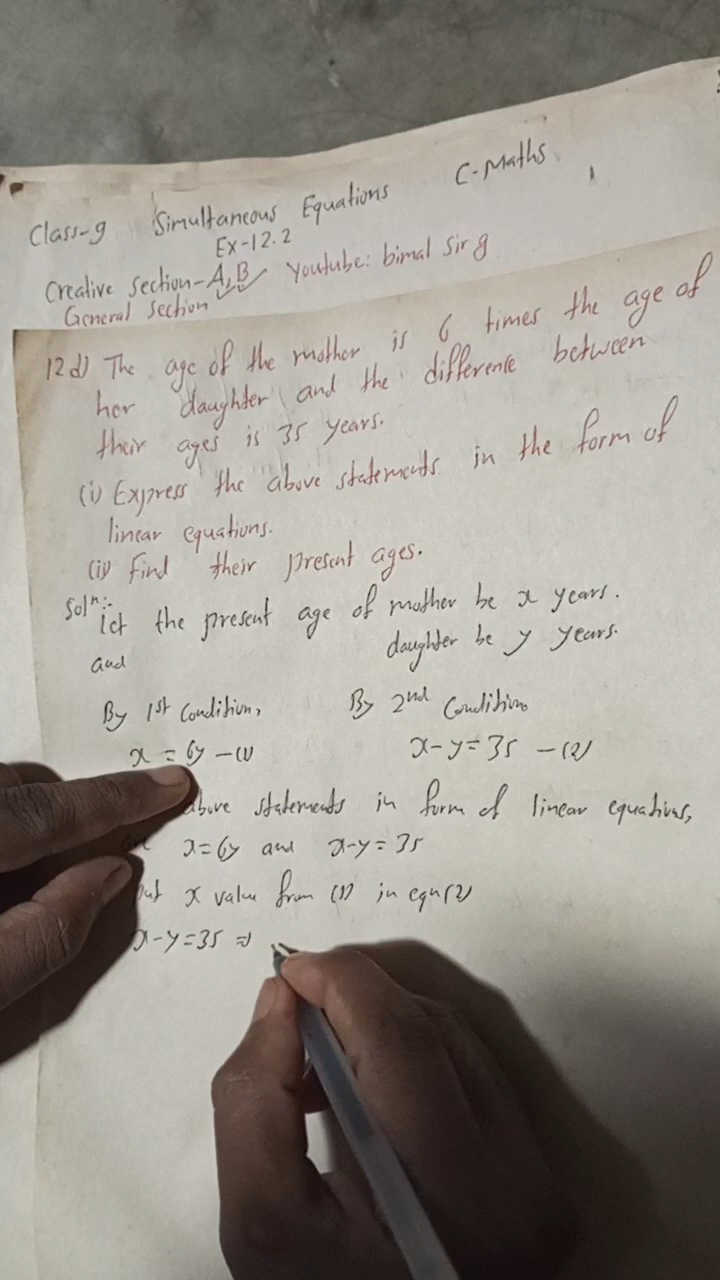 C-Maths
Class-9 Simultaneous Equations
Ex-12.2
Creative section-A,B Youtube: bimal Sir 9
General Section
12 d) The age of the mother is 6 times the age of
her daughter and the difference between
their ages is 35 years.
(i) Express the above statements in the form of
linear equations.
(ii) Find their present ages.
Solⁿ:-
let the present age of mother be x years.
and daughter be y years.
By 1st Condition, By 2nd Condition,
x = 6y -(1) x-y=35 -(2)
above statements in form of linear equations,
x=6y and x-y=35
x value from (1) in eqn(2)
x-y=35 ⇒